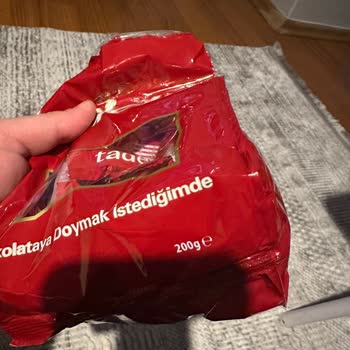 tade
kolataya Doymak İstediğimde
200g℮